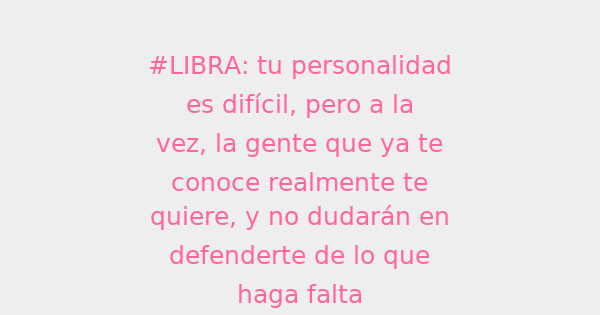 #LIBRA: tu personalidad
es difícil, pero a la
vez, la gente que ya te
conoce realmente te
quiere, y no dudarán en
defenderte de lo que
haga falta